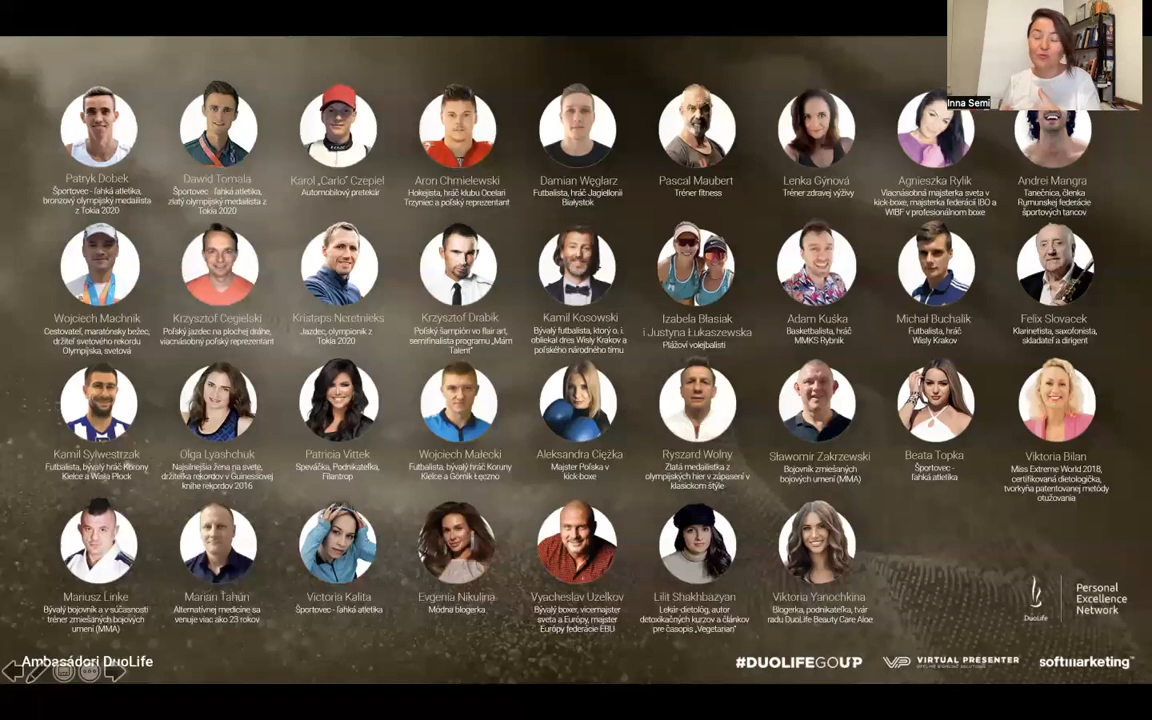 Inna Semi
Patryk Dobek
Športovec - ľahká atletika,
bronzový olympijský medailista
z Tokia 2020
Dawid Tomala
Športovec - ľahká atletika,
zlatý olympijský medailista z
Tokia 2020
Karol „Carlo" Czepiel
Automobilový pretekár
Aron Chmielewski
Hokejista, hráč klubu Ocelari
Trzyniec a poľský reprezentant
Damian Węglarz
Futbalista, hráč Jagiellonii
Białystok
Pascal Maubert
Tréner fitness
Lenka Gýnová
Tréner zdravej výživy
Agnieszka Rylik
Viacnásobná majsterka sveta v
kick-boxe, majsterka federácií IBO a
WIBF v profesionálnom boxe
Andrei Mangra
Tanečnica, členka
Rumunskej federácie
športových tancov
Wojciech Machnik
Cestovateľ, maratónsky bežec,
držiteľ svetového rekordu
Olympijska, svetová
Krzysztof Cegielski
Poľský jazdec na plochej dráhe,
viacnásobný poľský reprezentant
Kristaps Neretnieks
Jazdec, olympionik z
Tokia 2020
Krzysztof Drabik
Poľský šampión vo flair art,
semifinalista programu „Mám
Talent"
Kamil Kosowski
Bývalý futbalista, ktorý o. i.
obliekal dres Wisly Krakov a
poľského národného tímu
Izabela Błasiak
i Justyna Łukaszewska
Plážoví volejbalisti
Adam Kuška
Basketbalista, hráč
MMKS Rybnik
Michał Buchalik
Futbalista, hráč
Wisly Krakov
Felix Slovacek
Klarinetista, saxofonista,
skladateľ a dirigent
Kamil Sylwestrzak
Futbalista, bývalý hráč Korony
Kielce a Wisła Płock
Olga Lyashchuk
Najsilnejšia žena na svete,
držiteľka rekordov v Guinessovej
knihe rekordov 2016
Patricia Vittek
Speváčka, Podnikateľka,
Filantrop
Wojciech Małecki
Futbalista, bývalý hráč Koruny
Kielce a Górnik Łęczno
Aleksandra Ciężka
Majster Poľska v
kick-boxe
Ryszard Wolny
Zlatá medailistka z
olympijských hier v zápasení v
klasickom štýle
Sławomir Zakrzewski
Bojovník zmiešaných
bojových umení (MMA)
Beata Topka
Športovec -
ľahká atletika
Viktoria Bilan
Miss Extreme World 2018,
certifikovaná dietologička,
tvorkyňa patentovanej metódy
otužovania
Mariusz Linke
Bývalý bojovník a v súčasnosti
tréner zmiešaných bojových
umení (MMA)
Marian Ťahún
Alternatívnej medicíne sa
venuje viac ako 23 rokov
Victoria Kalita
Športovec - ľahká atletika
Evgenia Nikulina
Módna blogerka
Vyacheslav Uzelkov
Bývalý boxer, vicemajster
sveta a Európy, majster
Európy federácie EBU
Lilit Shakhbazyan
Lekár-dietológ, autor
detoxikačných kurzov a článkov
pre časopis „Vegetarian"
Viktoria Yanochkina
Blogerka, podnikateľka, tvár
radu DuoLife Beauty Care Aloe
DuoLife
Personal
Excellence
Network
Ambasádori DuoLife
#DUOLIFEGOUP
VP VIRTUAL PRESENTER
softmarketing